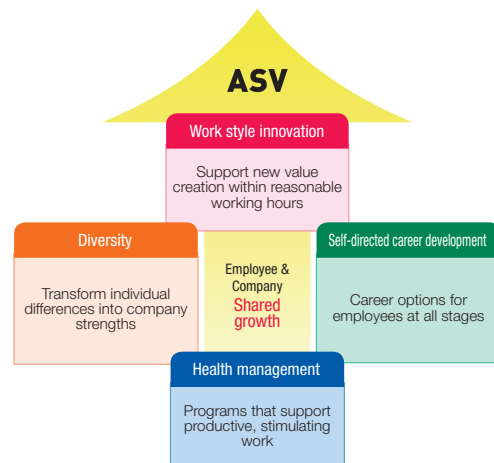 ASV
Work style innovation
Support new value
creation within reasonable
working hours
Diversity
Transform individual
differences into company
strengths
Employee &
Company
Shared
growth
Self-directed career development
Career options for
employees at all stages
Health management
Programs that support
productive, stimulating
work